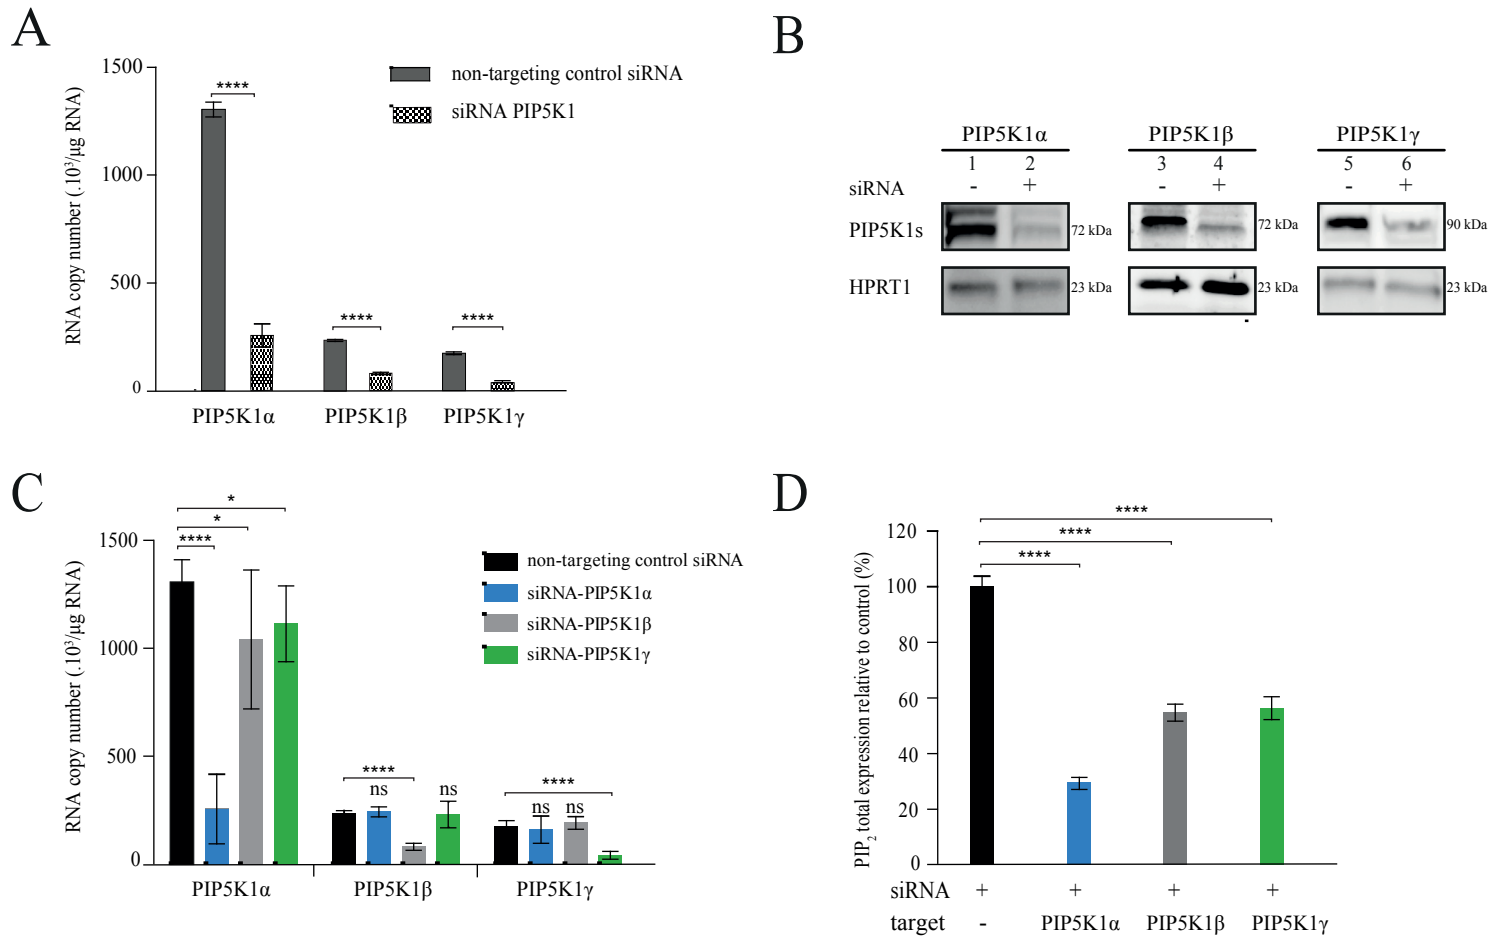 A
RNA copy number (.10³/µg RNA)
1500
1000
500
0
****
****
****
non-targeting control siRNA
siRNA PIP5K1
PIP5K1α
PIP5K1β
PIP5K1γ
B
PIP5K1α
PIP5K1β
PIP5K1γ
1 2 3 4 5 6
siRNA - + - + - +
PIP5K1s
72 kDa
72 kDa
90 kDa
HPRT1
23 kDa
23 kDa
23 kDa
C
RNA copy number (.10³/µg RNA)
1500
1000
500
0
*
*
****
****
ns
ns
****
ns ns
non-targeting control siRNA
siRNA-PIP5K1α
siRNA-PIP5K1β
siRNA-PIP5K1γ
PIP5K1α
PIP5K1β
PIP5K1γ
D
PIP₂ total expression relative to control (%)
120
100
80
60
40
20
0
****
****
****
siRNA + + + +
target - PIP5K1α PIP5K1β PIP5K1γ